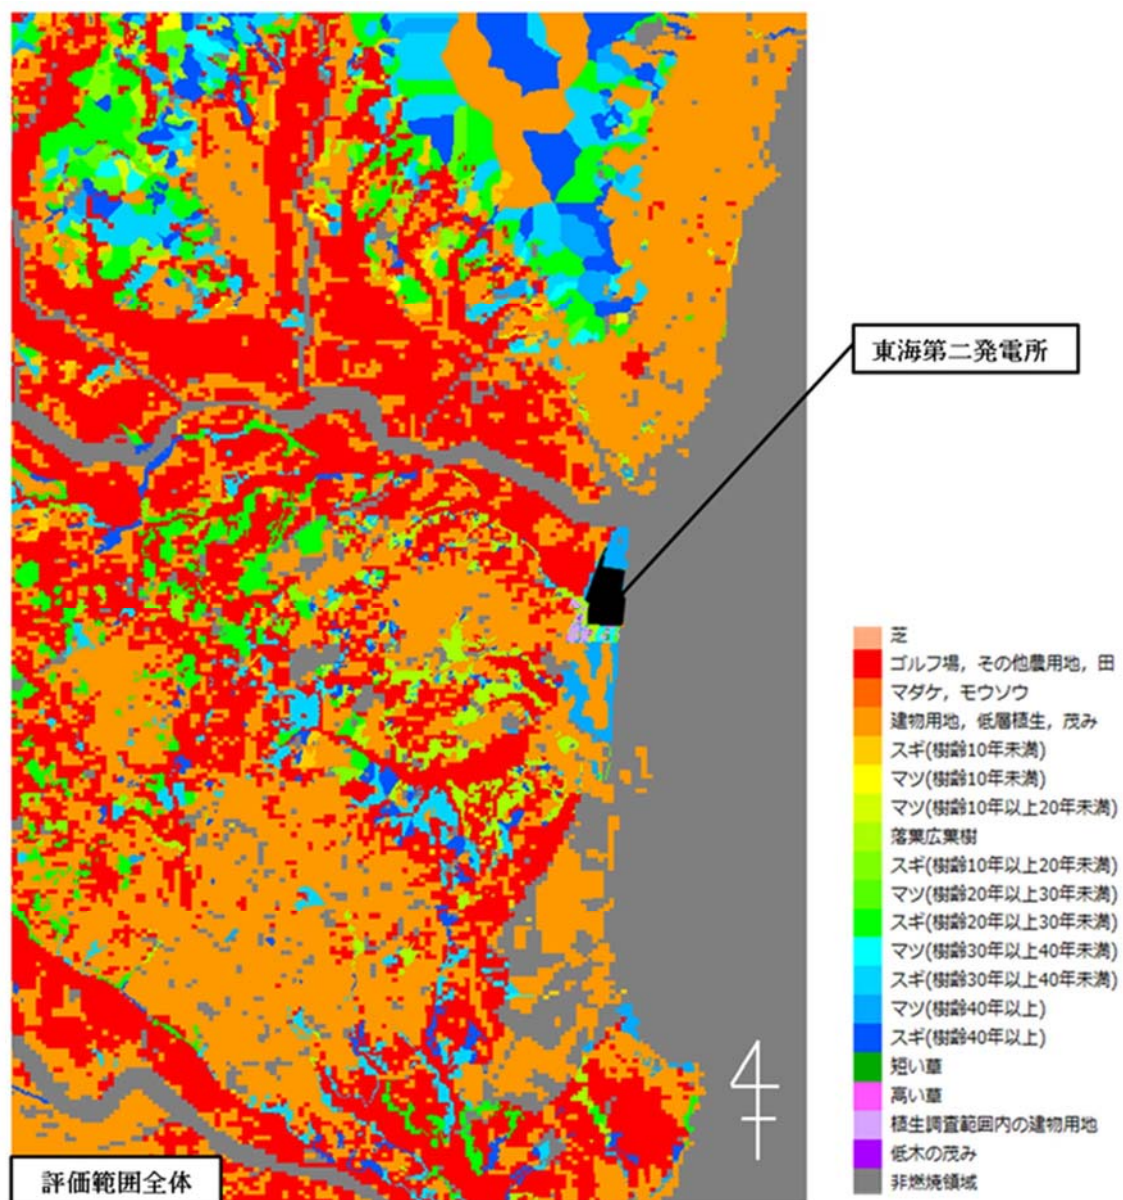 東海第二発電所
芝
ゴルフ場，その他農用地，田
マダケ，モウソウ
建物用地，低層植生，茂み
スギ(樹齢10年未満)
マツ(樹齢10年未満)
マツ(樹齢10年以上20年未満)
落葉広葉樹
スギ(樹齢10年以上20年未満)
マツ(樹齢20年以上30年未満)
スギ(樹齢20年以上30年未満)
マツ(樹齢30年以上40年未満)
スギ(樹齢30年以上40年未満)
マツ(樹齢40年以上)
スギ(樹齢40年以上)
短い草
高い草
植生調査範囲内の建物用地
低木の茂み
非燃焼領域
評価範囲全体